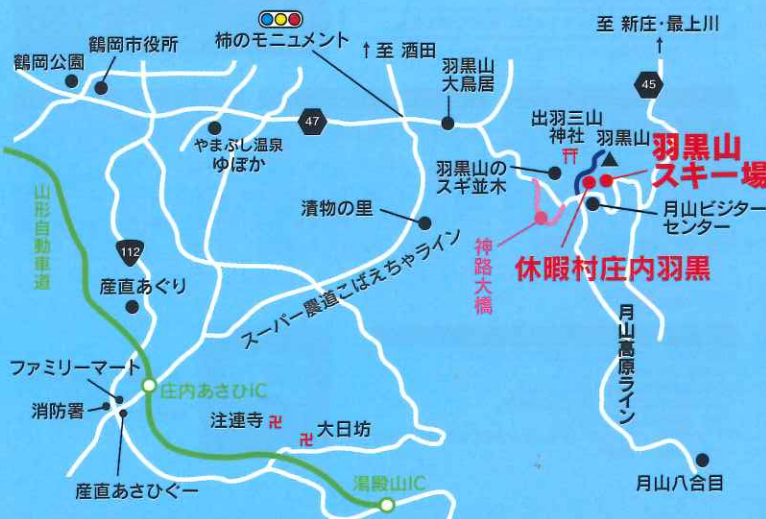 至 新庄・最上川
柿のモニュメント
↑至 酒田
鶴岡市役所
鶴岡公園
羽黒山
大鳥居
45
47
出羽三山
神社
羽黒山
やまぶし温泉
ゆぽか
羽黒山の
スギ並木
羽黒山
スキー場
漬物の里
月山ビジター
センター
山形自動車道
神路大橋
休暇村庄内羽黒
112
スーパー農道こばえちゃライン
産直あぐり
月山高原ライン
ファミリーマート
庄内あさひIC
消防署
注連寺
卍
卍
大日坊
産直あさひぐー
湯殿山IC
月山八合目